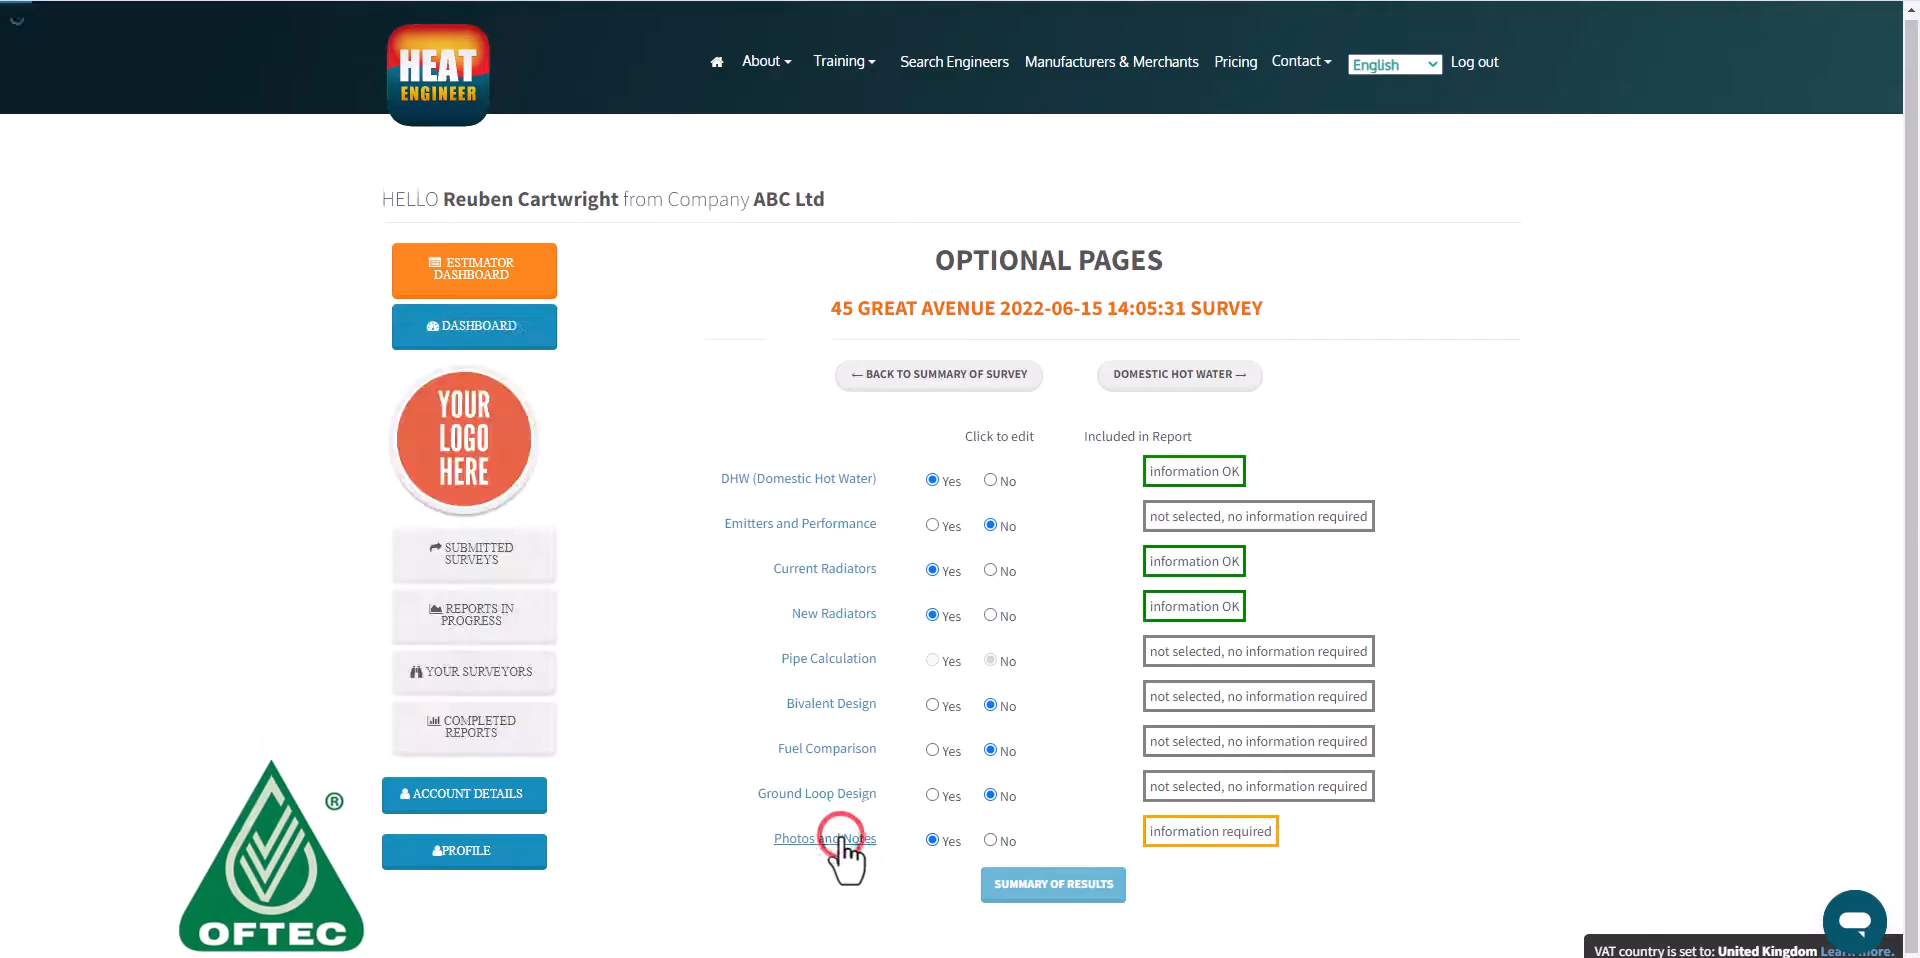 HEAT
ENGINEER
About
Training
Search Engineers
Manufacturers & Merchants
Pricing
Contact
English
Log out
HELLO Reuben Cartwright from Company ABC Ltd
ESTIMATOR
DASHBOARD
DASHBOARD
YOUR
LOGO
HERE
SUBMITTED
SURVEYS
REPORTS IN
PROGRESS
YOUR SURVEYORS
COMPLETED
REPORTS
ACCOUNT DETAILS
PROFILE
OFTEC
®
OPTIONAL PAGES
45 GREAT AVENUE 2022-06-15 14:05:31 SURVEY
← BACK TO SUMMARY OF SURVEY
DOMESTIC HOT WATER →
Click to edit Included in Report
DHW (Domestic Hot Water) Yes No information OK
Emitters and Performance Yes No not selected, no information required
Current Radiators Yes No information OK
New Radiators Yes No information OK
Pipe Calculation Yes No not selected, no information required
Bivalent Design Yes No not selected, no information required
Fuel Comparison Yes No not selected, no information required
Ground Loop Design Yes No not selected, no information required
Photos and Notes Yes No information required
SUMMARY OF RESULTS
VAT country is set to: United Kingdom Learn more.